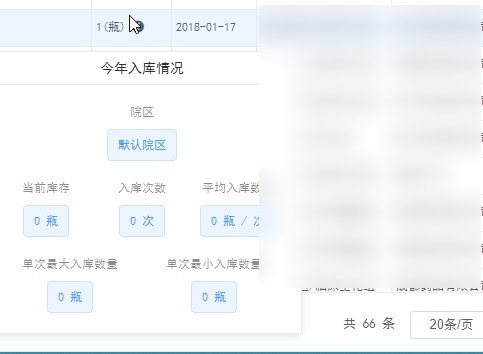 1(瓶) 2018-01-17
今年入库情况
院区
默认院区
当前库存 入库次数 平均入库数
0 瓶 0 次 0 瓶 / 次
单次最大入库数量 单次最小入库数量
0 瓶 0 瓶
共 66 条 20条/页